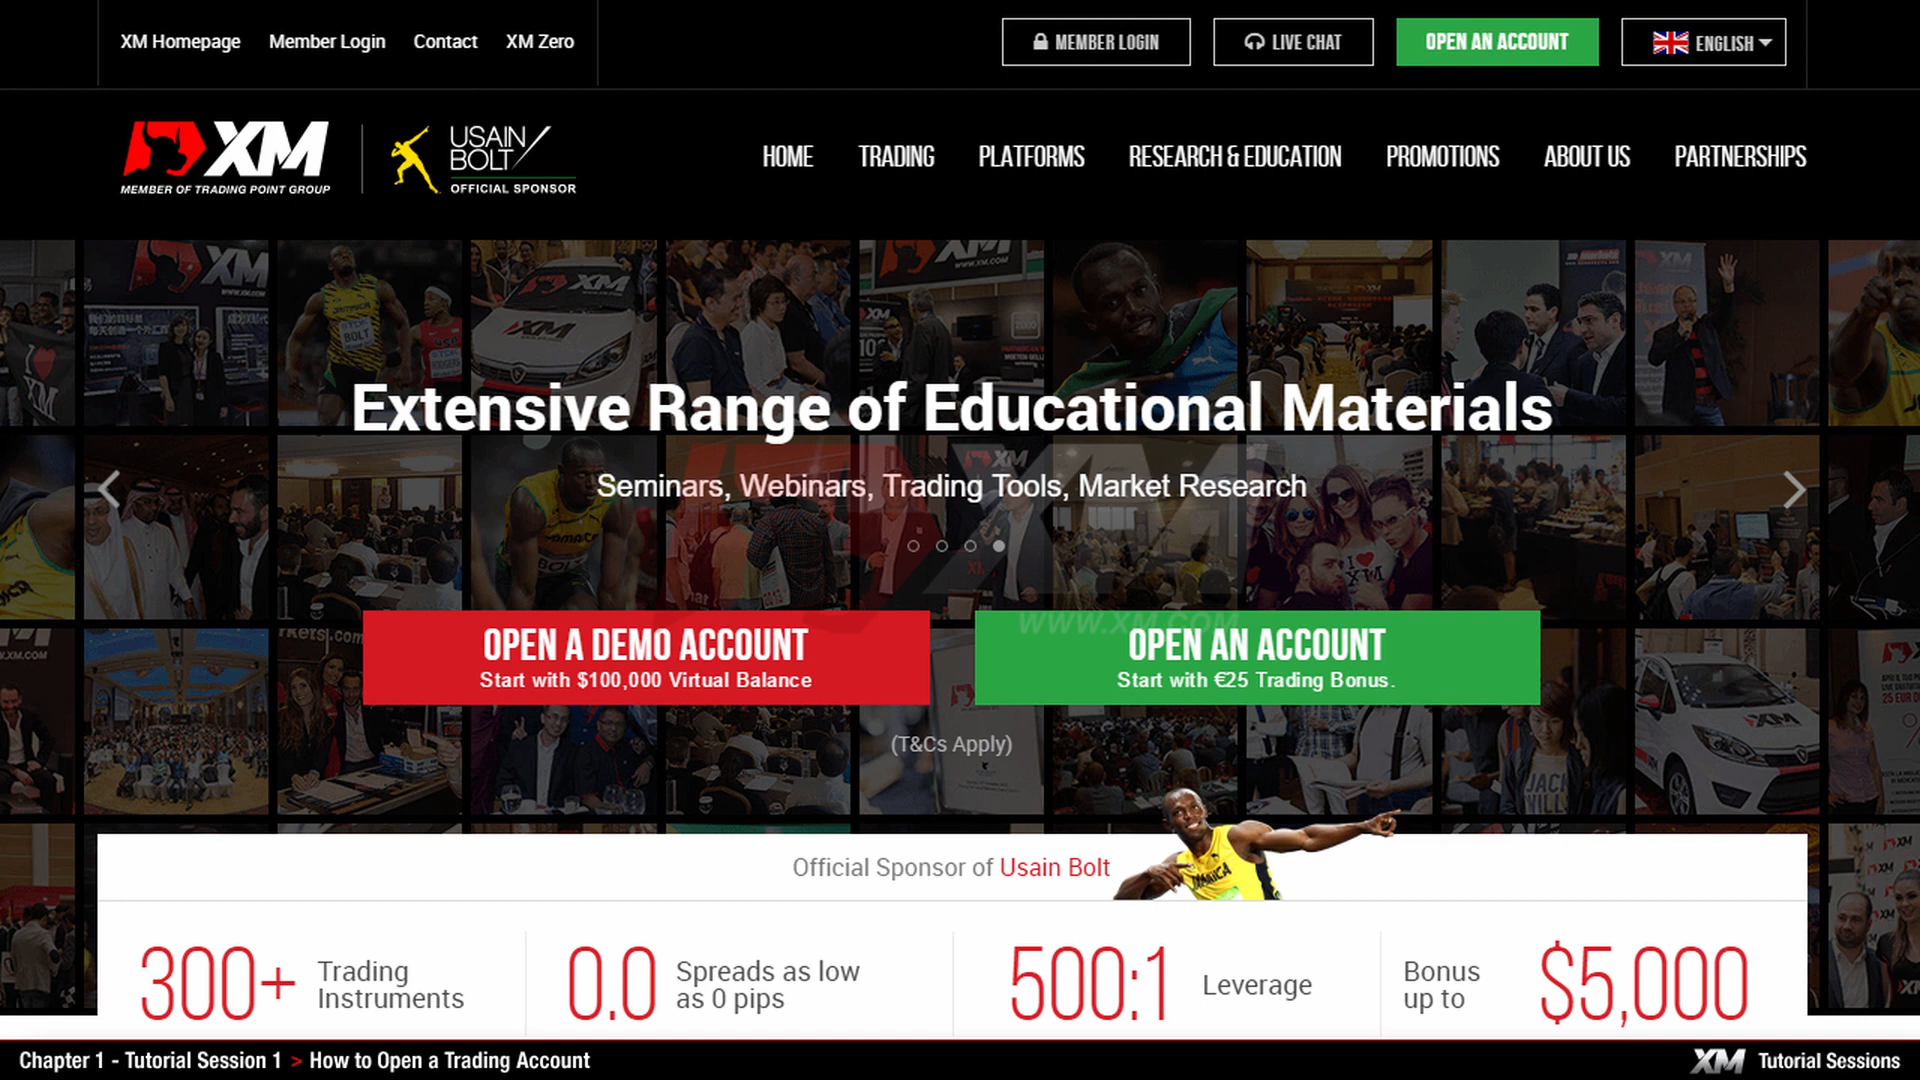 XM Homepage Member Login Contact XM Zero
MEMBER LOGIN LIVE CHAT OPEN AN ACCOUNT ENGLISH
XM
MEMBER OF TRADING POINT GROUP
USAIN
BOLT
OFFICIAL SPONSOR
HOME TRADING PLATFORMS RESEARCH & EDUCATION PROMOTIONS ABOUT US PARTNERSHIPS
Extensive Range of Educational Materials
Seminars, Webinars, Trading Tools, Market Research
XM
WWW.XM.COM
OPEN A DEMO ACCOUNT
Start with $100,000 Virtual Balance
OPEN AN ACCOUNT
Start with €25 Trading Bonus.
(T&Cs Apply)
Official Sponsor of Usain Bolt
300+ Trading
Instruments
0.0 Spreads as low
as 0 pips
500:1 Leverage
Bonus
up to
$5,000
Chapter 1 - Tutorial Session 1 > How to Open a Trading Account
XM Tutorial Sessions